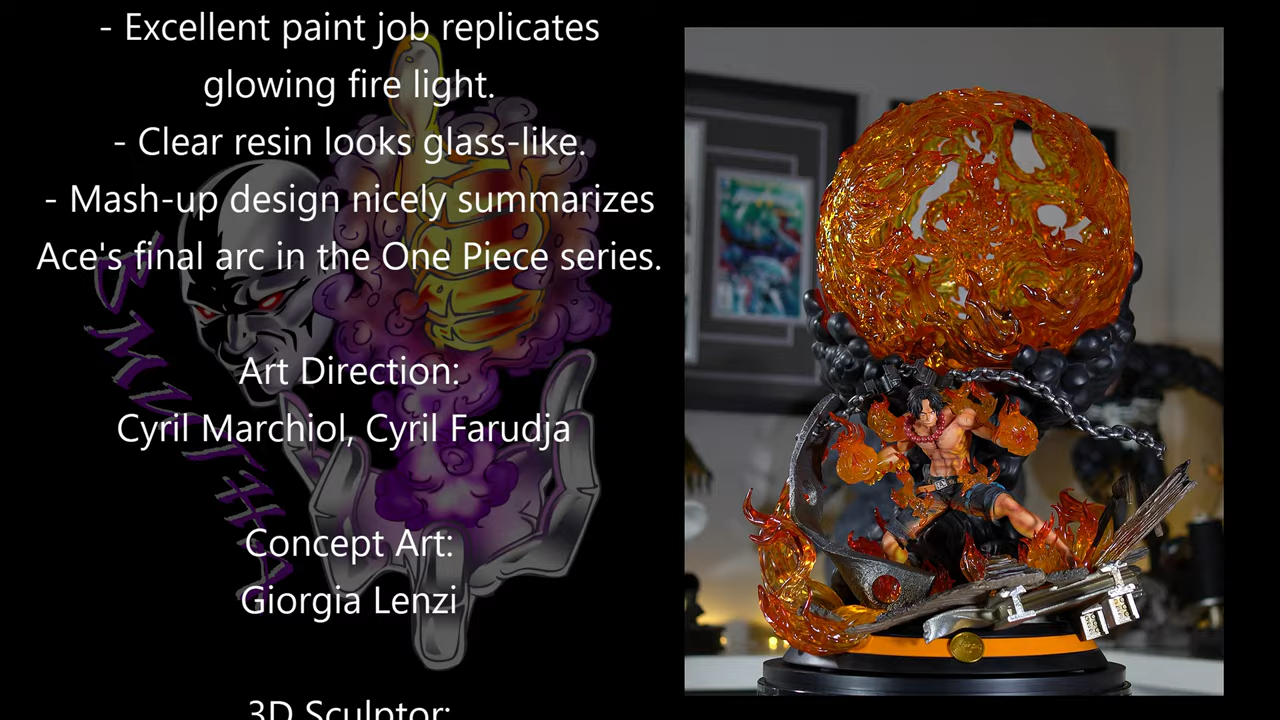 - Excellent paint job replicates
glowing fire light.
- Clear resin looks glass-like.
- Mash-up design nicely summarizes
Ace's final arc in the One Piece series.
Art Direction:
Cyril Marchiol, Cyril Farudja
Concept Art:
Giorgia Lenzi
3D Sculptor: